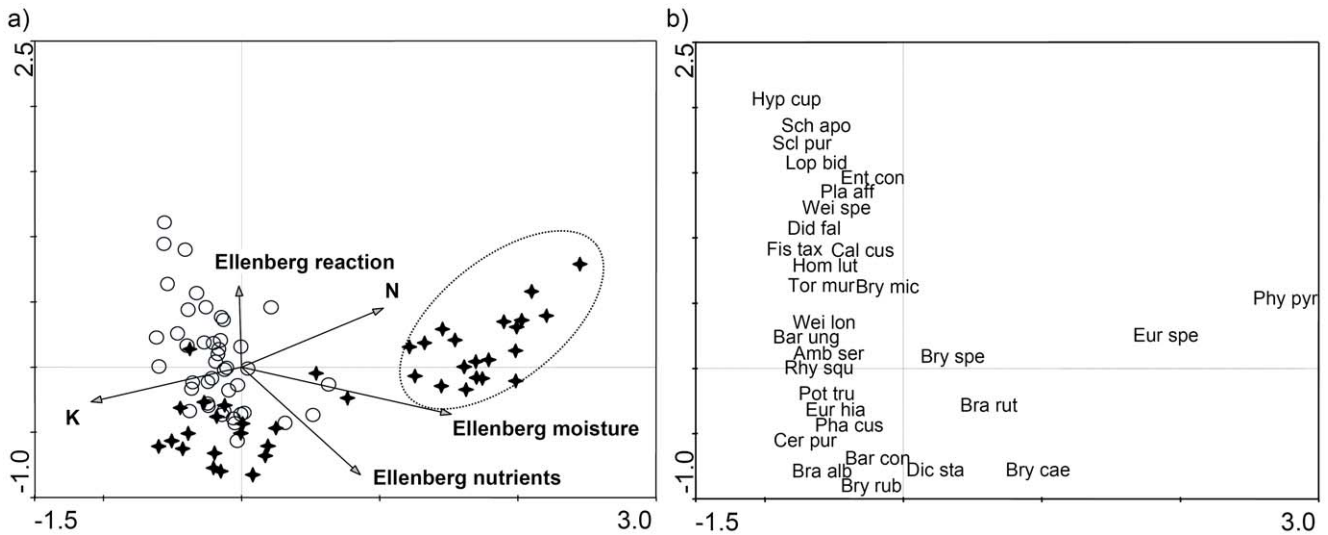 a)
2.5
Ellenberg reaction
N
K
Ellenberg moisture
Ellenberg nutrients
-1.0
-1.5
3.0
b)
2.5
Hyp cup
Sch apo
Scl pur
Lop bid
Ent con
Pla aff
Wei spe
Did fal
Fis tax Cal cus
Hom lut
Tor mur Bry mic
Phy pyr
Wei lon
Bar ung
Eur spe
Amb ser
Bry spe
Rhy squ
Pot tru
Eur hia
Bra rut
Pha cus
Cer pur
Bar con
Bra alb
Dic sta
Bry cae
Bry rub
-1.0
-1.5
3.0